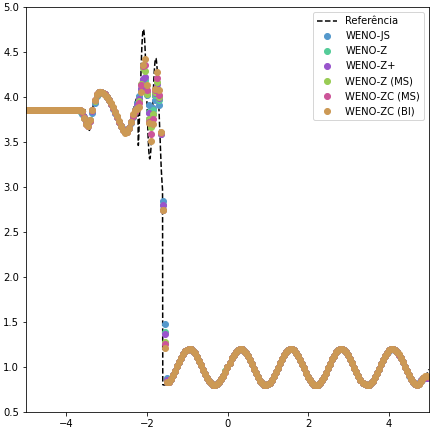 5.0
4.5
4.0
3.5
3.0
2.5
2.0
1.5
1.0
0.5
−4
−2
0
2
4
Referência
WENO-JS
WENO-Z
WENO-Z+
WENO-Z (MS)
WENO-ZC (MS)
WENO-ZC (BI)